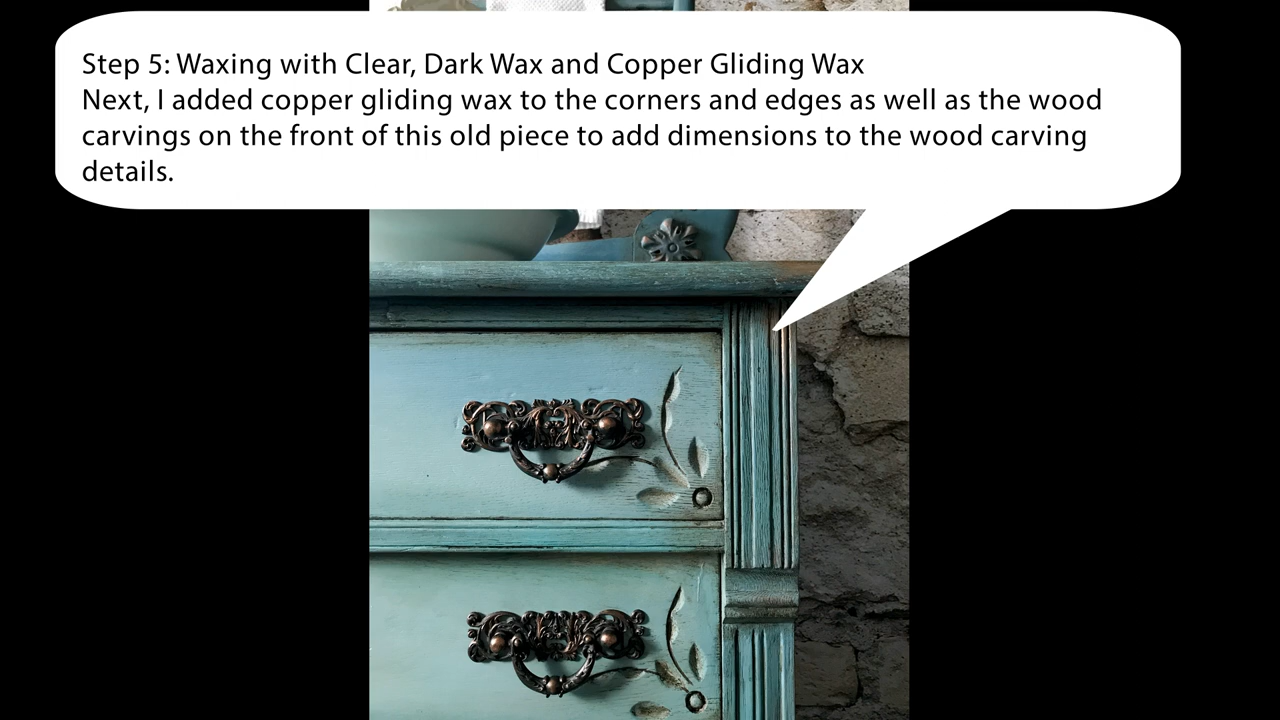 Step 5: Waxing with Clear, Dark Wax and Copper Gliding Wax
Next, I added copper gliding wax to the corners and edges as well as the wood
carvings on the front of this old piece to add dimensions to the wood carving
details.